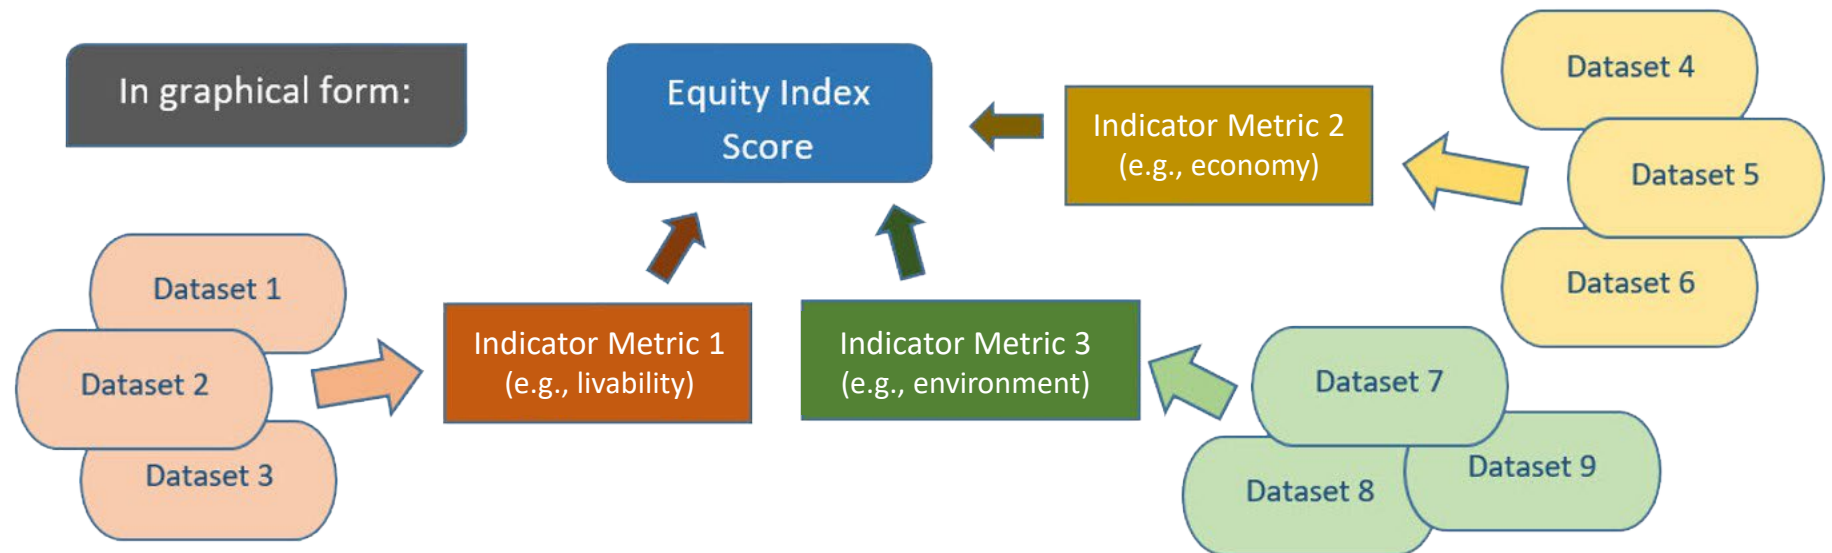 In graphical form:
Equity Index
Score
Indicator Metric 2
(e.g., economy)
Dataset 4
Dataset 5
Dataset 6
Dataset 1
Dataset 2
Dataset 3
Indicator Metric 1
(e.g., livability)
Indicator Metric 3
(e.g., environment)
Dataset 7
Dataset 8
Dataset 9